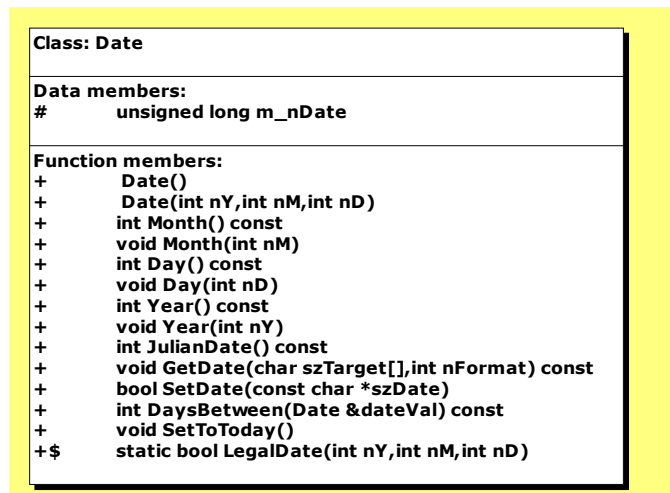 Class: Date
Data members:
# unsigned long m_nDate
Function members:
+ Date()
+ Date(int nY,int nM,int nD)
+ int Month() const
+ void Month(int nM)
+ int Day() const
+ void Day(int nD)
+ int Year() const
+ void Year(int nY)
+ int JulianDate() const
+ void GetDate(char szTarget[],int nFormat) const
+ bool SetDate(const char *szDate)
+ int DaysBetween(Date &dateVal) const
+ void SetToToday()
+$ static bool LegalDate(int nY,int nM,int nD)